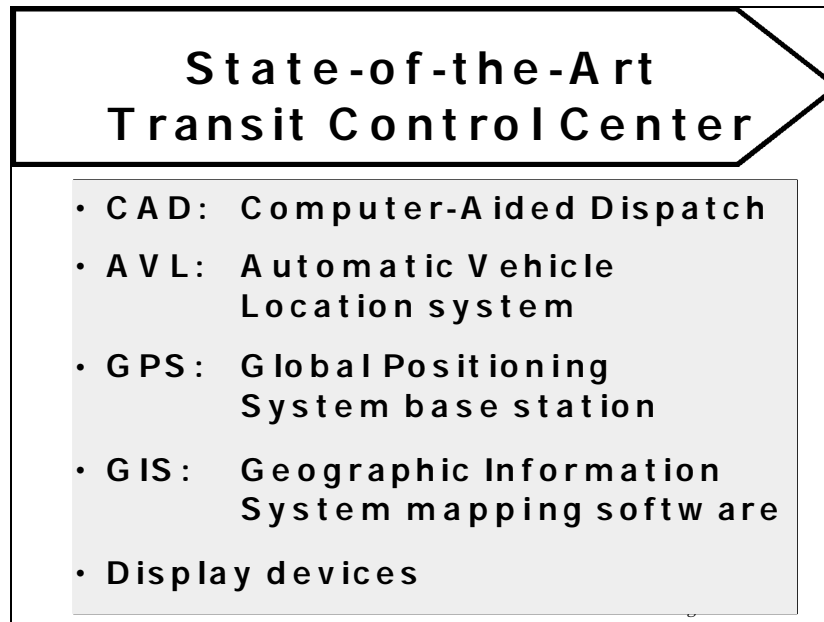 State-of-the-Art
Transit Control Center
• CAD: Computer-Aided Dispatch
• AVL: Automatic Vehicle
Location system
• GPS: Global Positioning
System base station
• GIS: Geographic Information
System mapping software
• Display devices